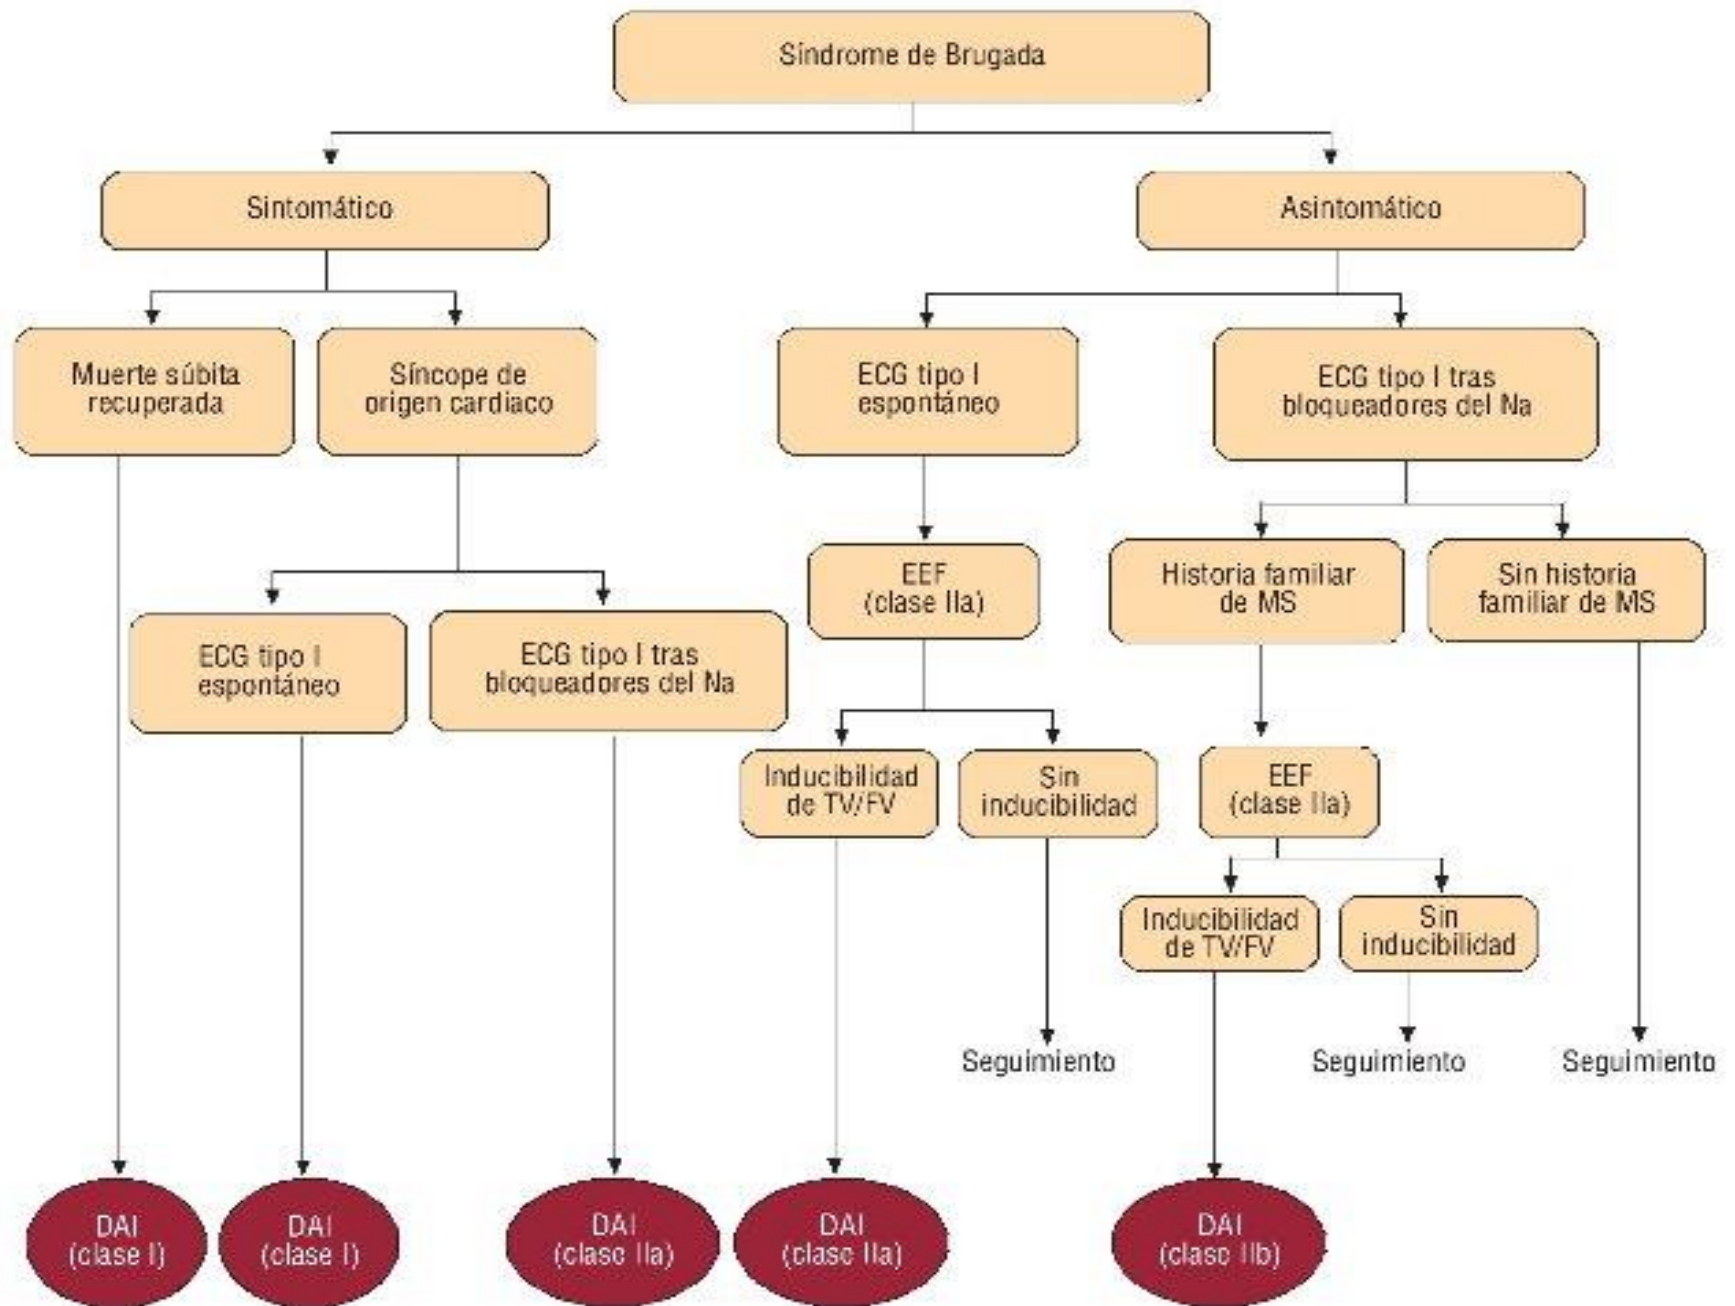 Síndrome de Brugada
Sintomático
Asintomático
Muerte súbita
recuperada
Síncope de
origen cardiaco
ECG tipo I
espontáneo
ECG tipo I tras
bloqueadores del Na
EEF
(clase IIa)
Historia familiar
de MS
Sin historia
familiar de MS
ECG tipo I
espontáneo
ECG tipo I tras
bloqueadores del Na
Inducibilidad
de TV/FV
Sin
inducibilidad
EEF
(clase IIa)
Inducibilidad
de TV/FV
Sin
inducibilidad
Seguimiento
Seguimiento
Seguimiento
DAI
(clase I)
DAI
(clase I)
DAI
(clase IIa)
DAI
(clase IIa)
DAI
(clase IIb)